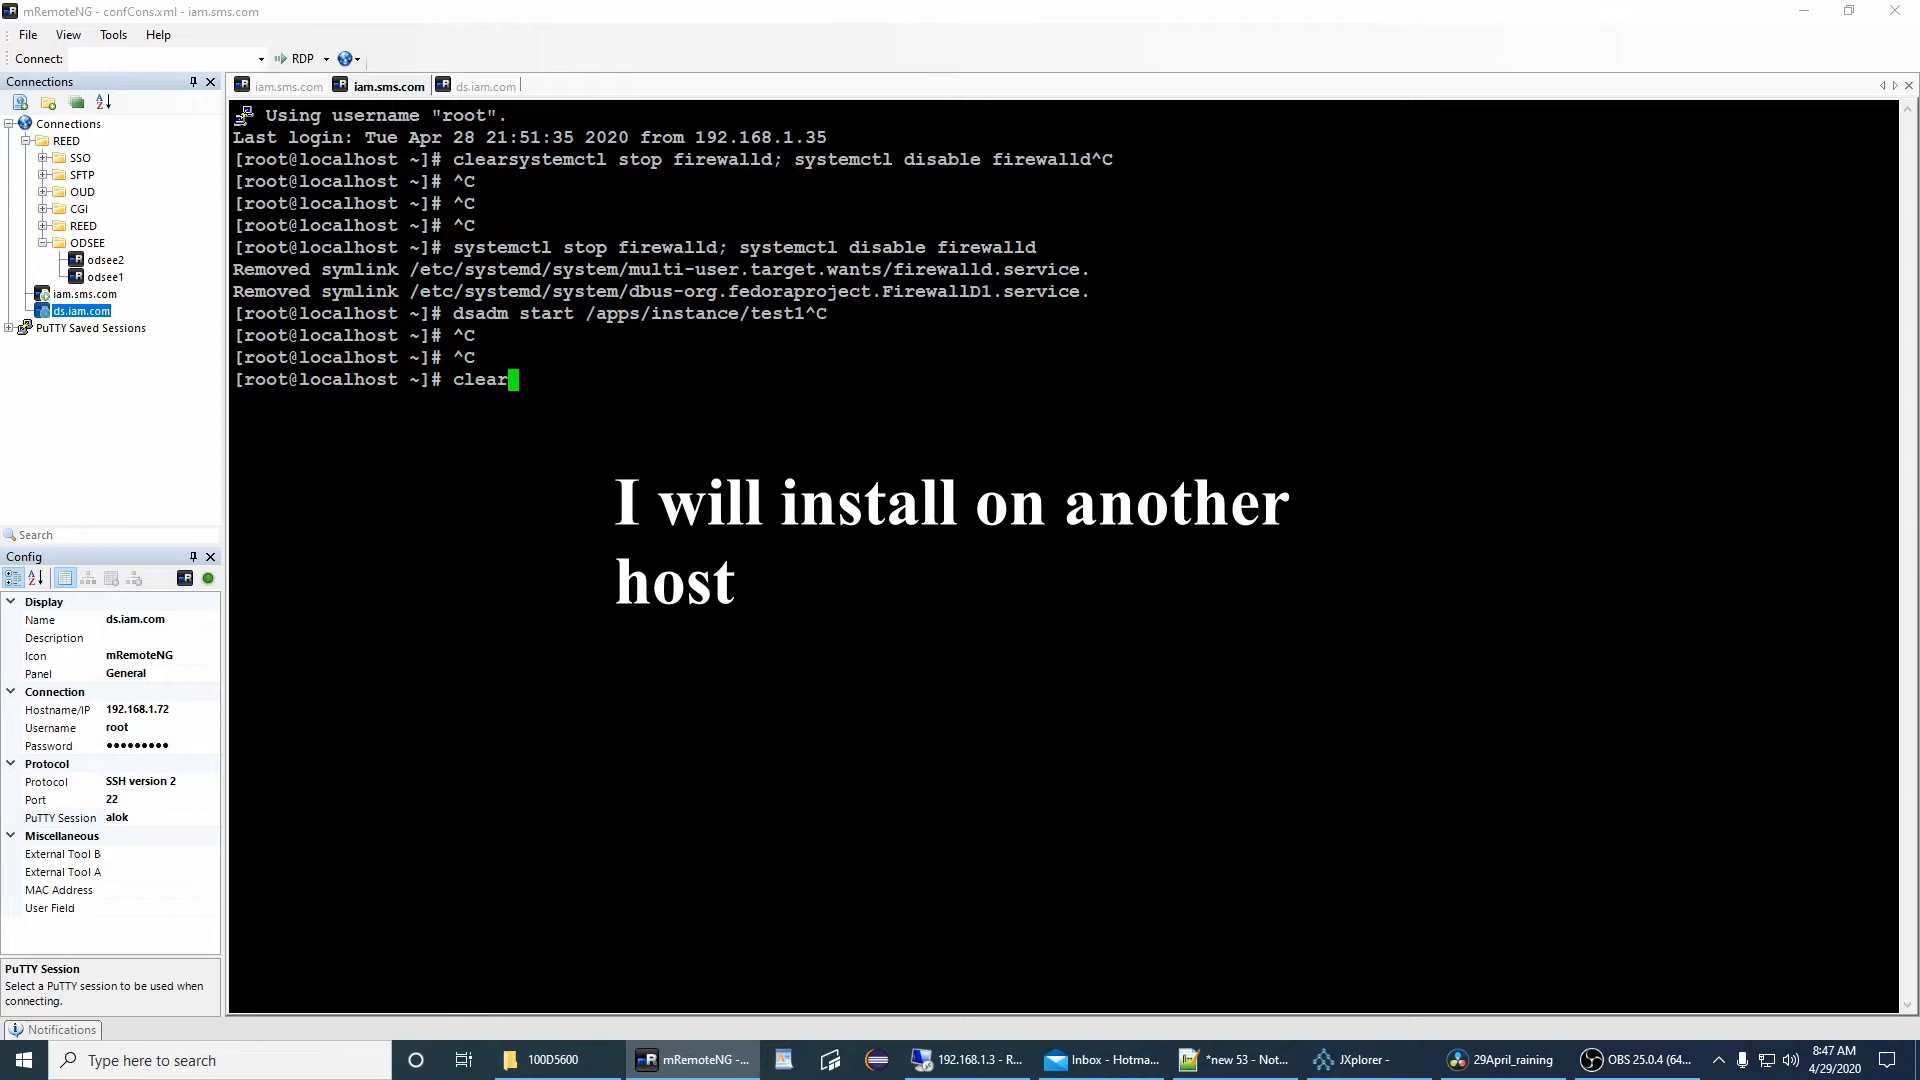 mRemoteNG - confCons.xml - iam.sms.com
File View Tools Help
Connect: RDP
Connections
iam.sms.com iam.sms.com ds.iam.com
Connections
REED
SSO
SFTP
OUD
CGI
REED
ODSEE
odsee2
odsee1
iam.sms.com
ds.iam.com
PuTTY Saved Sessions
Using username "root".
Last login: Tue Apr 28 21:51:35 2020 from 192.168.1.35
[root@localhost ~]# clearsystemctl stop firewalld; systemctl disable firewalld^C
[root@localhost ~]# ^C
[root@localhost ~]# ^C
[root@localhost ~]# ^C
[root@localhost ~]# systemctl stop firewalld; systemctl disable firewalld
Removed symlink /etc/systemd/system/multi-user.target.wants/firewalld.service.
Removed symlink /etc/systemd/system/dbus-org.fedoraproject.FirewallD1.service.
[root@localhost ~]# dsadm start /apps/instance/test1^C
[root@localhost ~]# ^C
[root@localhost ~]# ^C
[root@localhost ~]# clear
I will install on another
host
Search
Config
Display
Name ds.iam.com
Description
Icon mRemoteNG
Panel General
Connection
Hostname/IP 192.168.1.72
Username root
Password ●●●●●●●●●
Protocol
Protocol SSH version 2
Port 22
PuTTY Session alok
Miscellaneous
External Tool B
External Tool A
MAC Address
User Field
PuTTY Session
Select a PuTTY session to be used when
connecting.
Notifications
Type here to search
100D5600
mRemoteNG -...
192.168.1.3 - R...
Inbox - Hotma...
*new 53 - Not...
JXplorer -
29April_raining
OBS 25.0.4 (64...
8:47 AM
4/29/2020